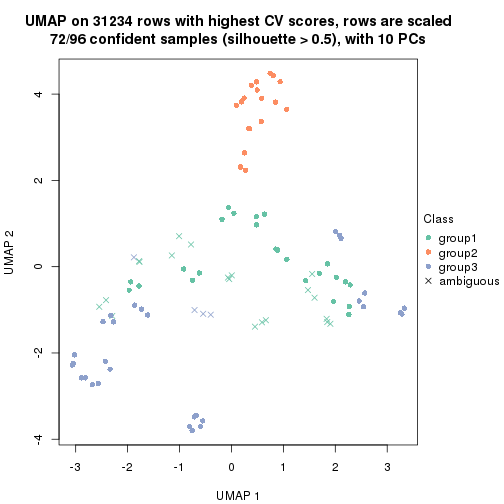 UMAP on 31234 rows with highest CV scores, rows are scaled
72/96 confident samples (silhouette > 0.5), with 10 PCs
4
2
0
-2
-4
UMAP 2
-3
-2
-1
0
1
2
3
UMAP 1
Class
group1
group2
group3
ambiguous